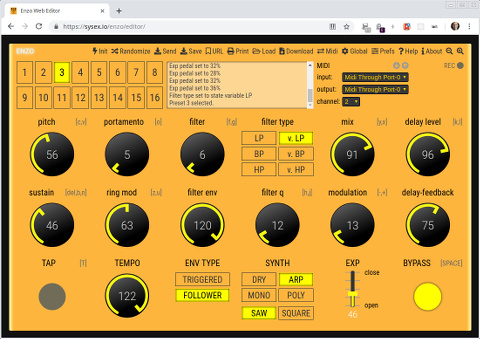 Enzo Web Editor
https://sysex.io/enzo/editor/
ENZO
Init Randomize Send Save URL Print Load Download Midi Global Prefs Help About
1 2 3 4 5 6 7 8
9 10 11 12 13 14 15 16
Exp pedal set to 32%
Exp pedal set to 28%
Exp pedal set to 32%
Exp pedal set to 36%
Filter type set to state variable LP
Preset 3 selected.
MIDI REC
input: Midi Through Port-0
output: Midi Through Port-0
channel: 2
pitch [c,v] portamento [n] filter [f,g] filter type mix [y,x] delay level [k,l]
56 5 6 LP v. LP 91 96
BP v. BP
HP v. HP
sustain [del,b,n] ring mod [z,u] filter env filter q [h,j] modulation [-,+] delay-feedback
46 63 120 12 13 75
TAP [T] TEMPO ENV TYPE SYNTH EXP BYPASS [SPACE]
TRIGGERED DRY ARP close
122 FOLLOWER MONO POLY
SAW SQUARE open
46